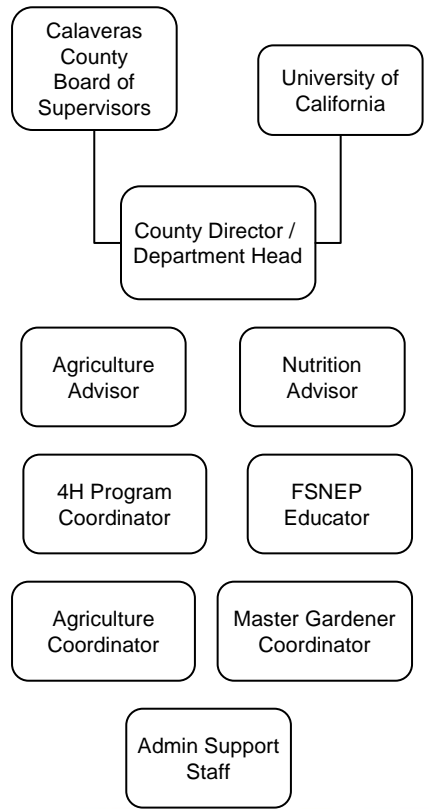 Calaveras
County
Board of
Supervisors
University of
California
County Director /
Department Head
Agriculture
Advisor
Nutrition
Advisor
4H Program
Coordinator
FSNEP
Educator
Agriculture
Coordinator
Master Gardener
Coordinator
Admin Support
Staff